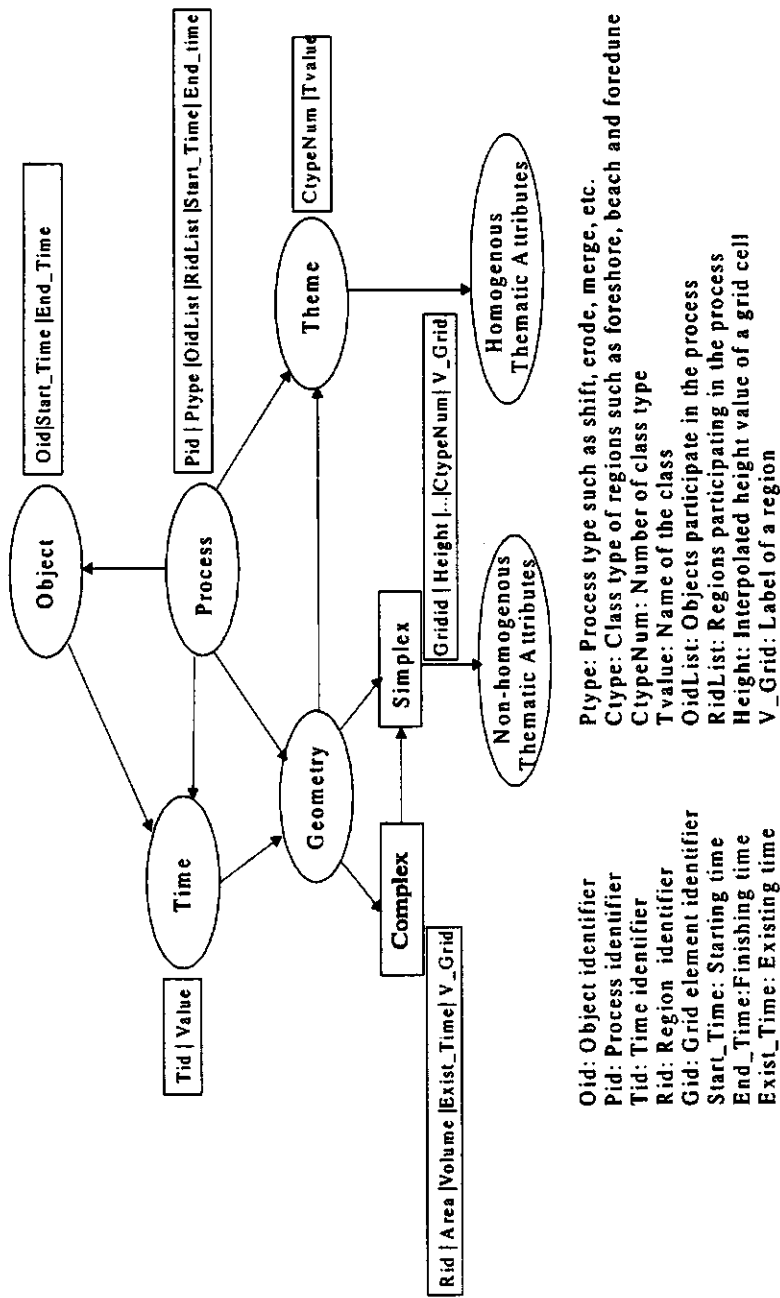 Object
Oid|Start_Time |End_Time
Process
Pid | Ptype |OidList |RidList |Start_Time| End_time
Time
Tid | Value
Geometry
Theme
CtypeNum |Tvalue
Complex
Simplex
Rid | Area |Volume |Exist_Time| V_Grid
Gridid | Height |...|CtypeNum| V_Grid
Non-homogenous
Thematic Attributes
Homogenous
Thematic Attributes
Oid: Object identifier
Pid: Process identifier
Tid: Time identifier
Rid: Region identifier
Gid: Grid element identifier
Start_Time: Starting time
End_Time:Finishing time
Exist_Time: Existing time
Ptype: Process type such as shift, erode, merge, etc.
Ctype: Class type of regions such as foreshore, beach and foredune
CtypeNum: Number of class type
Tvalue: Name of the class
OidList: Objects participate in the process
RidList: Regions participating in the process
Height: Interpolated height value of a grid cell
V_Grid: Label of a region